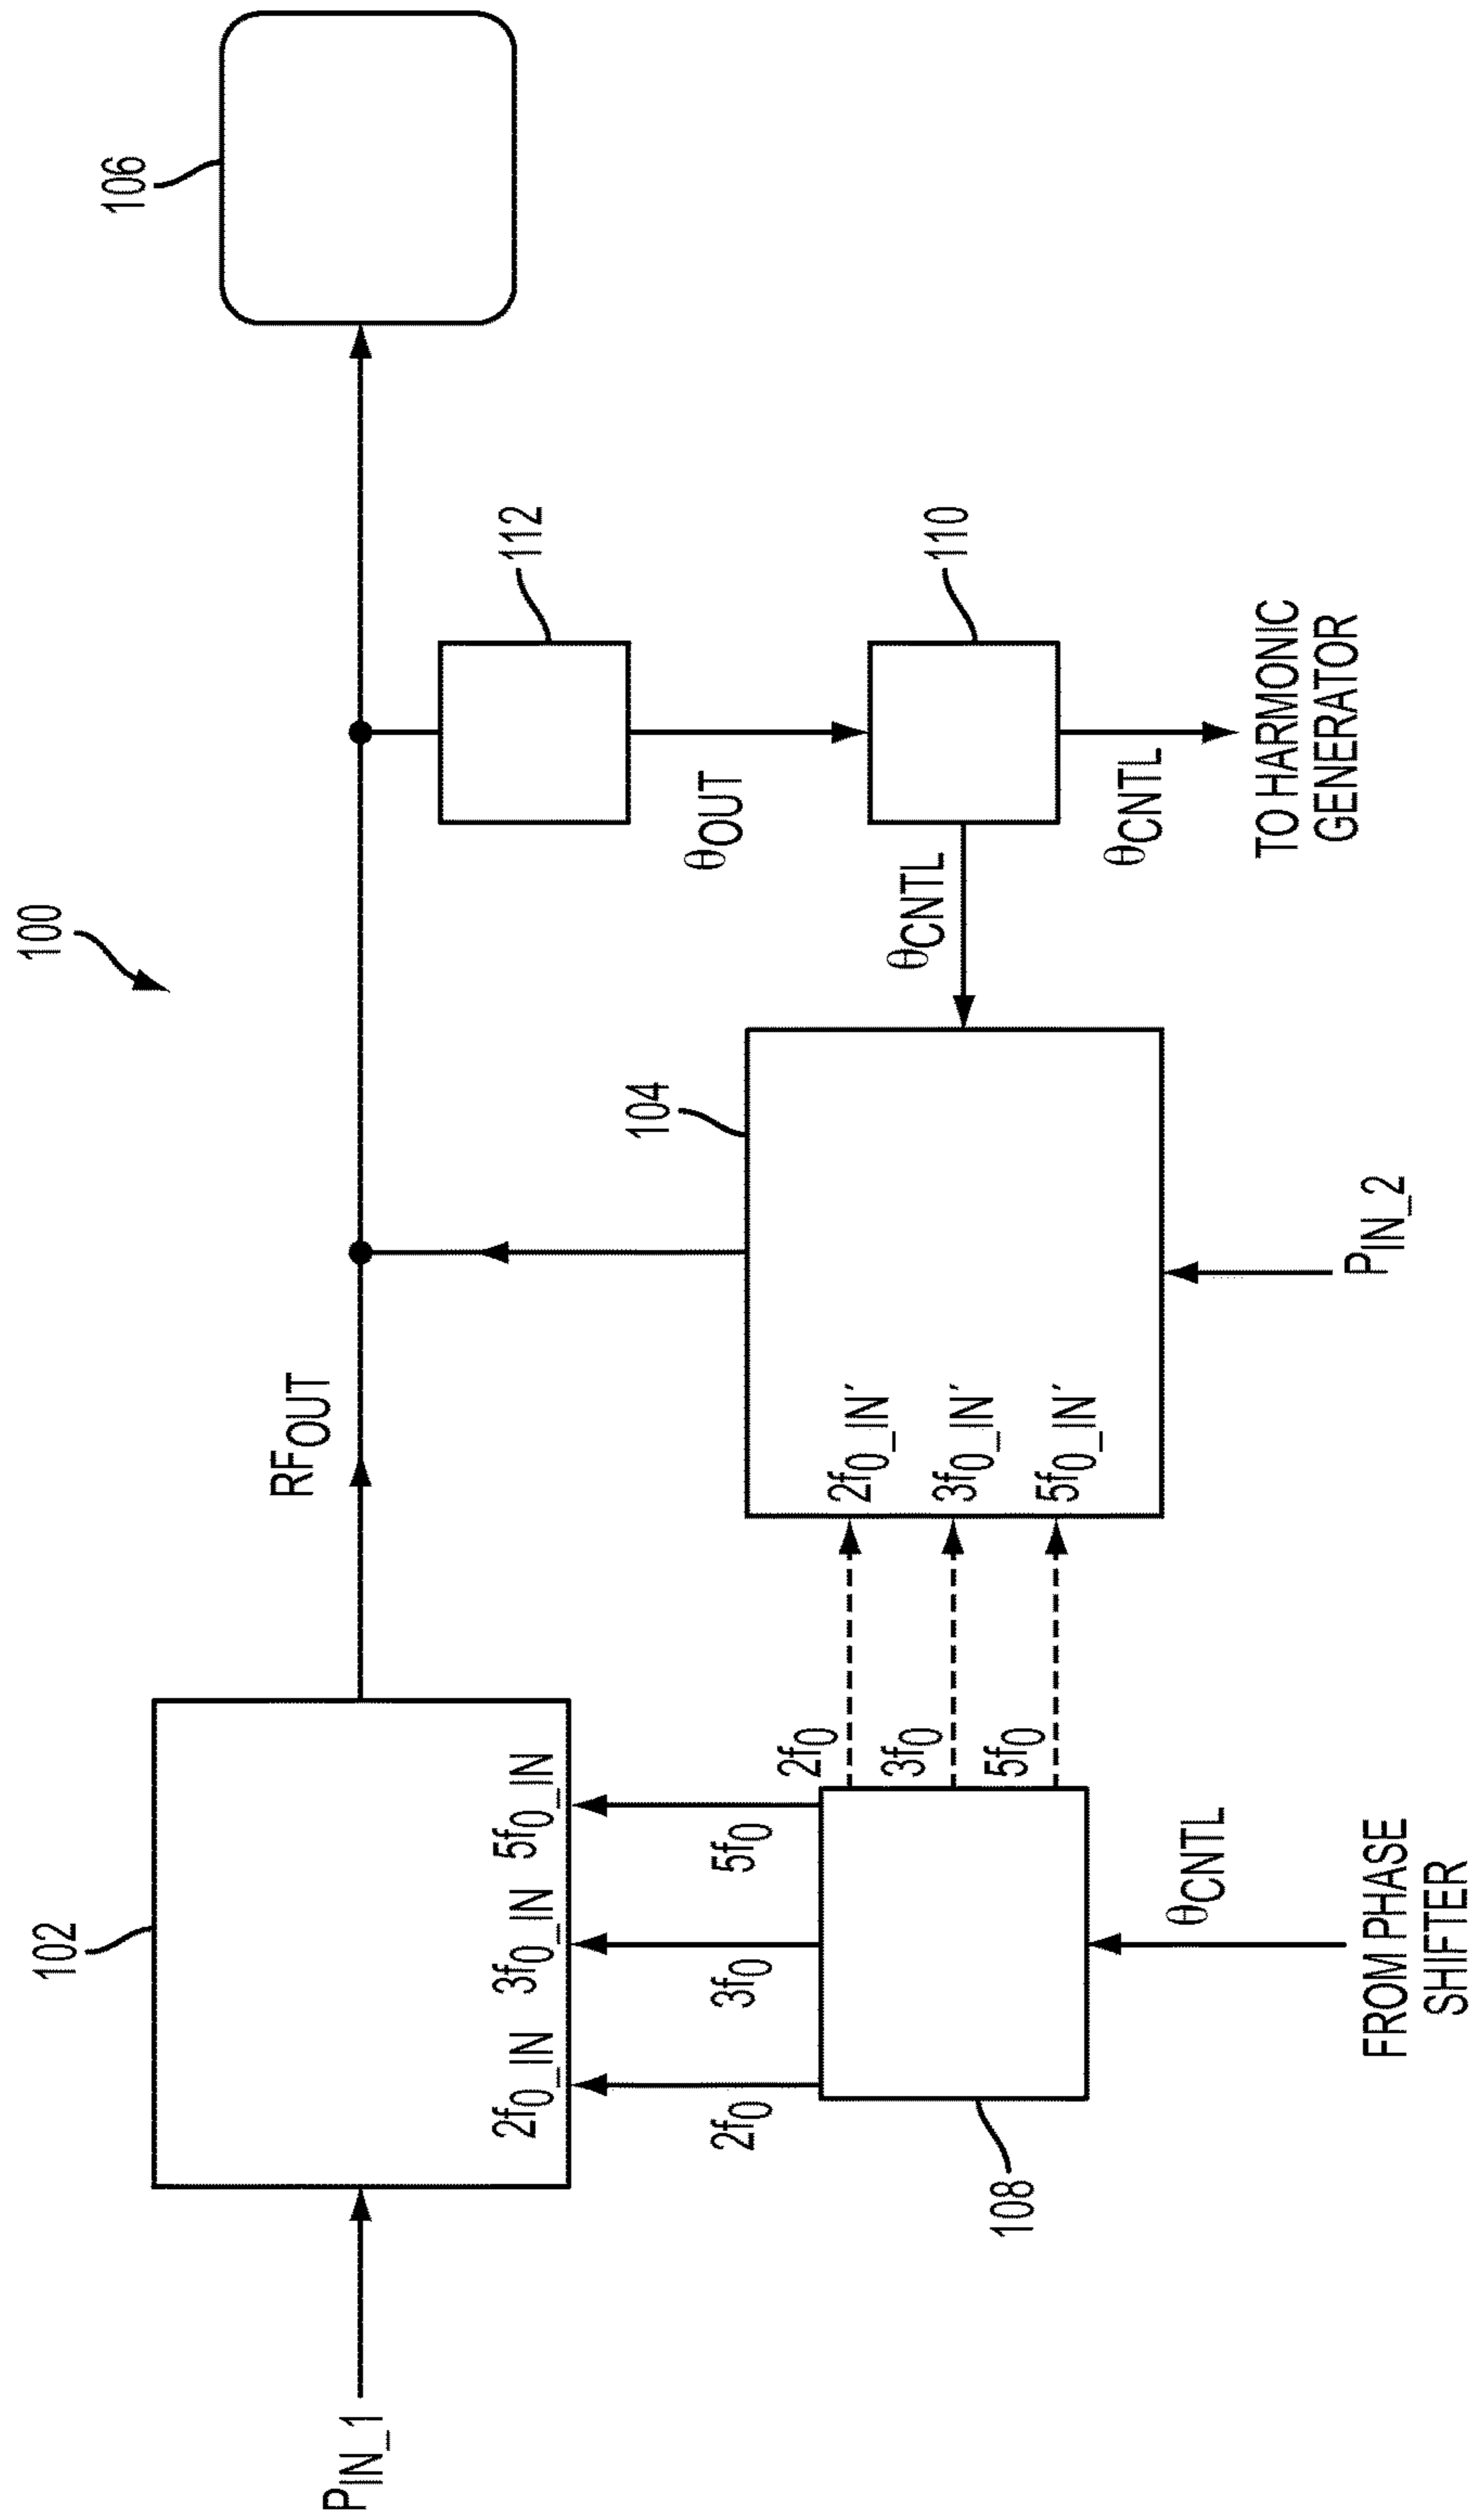 100
106
102
RFOUT
PIN_1
2f0_IN 3f0_IN 5f0_IN
112
104
2f0 3f0 5f0
θOUT
2f0
2f0_IN′
3f0
3f0_IN′
5f0
5f0_IN′
θCNTL
110
108
θCNTL
θCNTL
FROM PHASE
SHIFTER
PIN_2
TO HARMONIC
GENERATOR